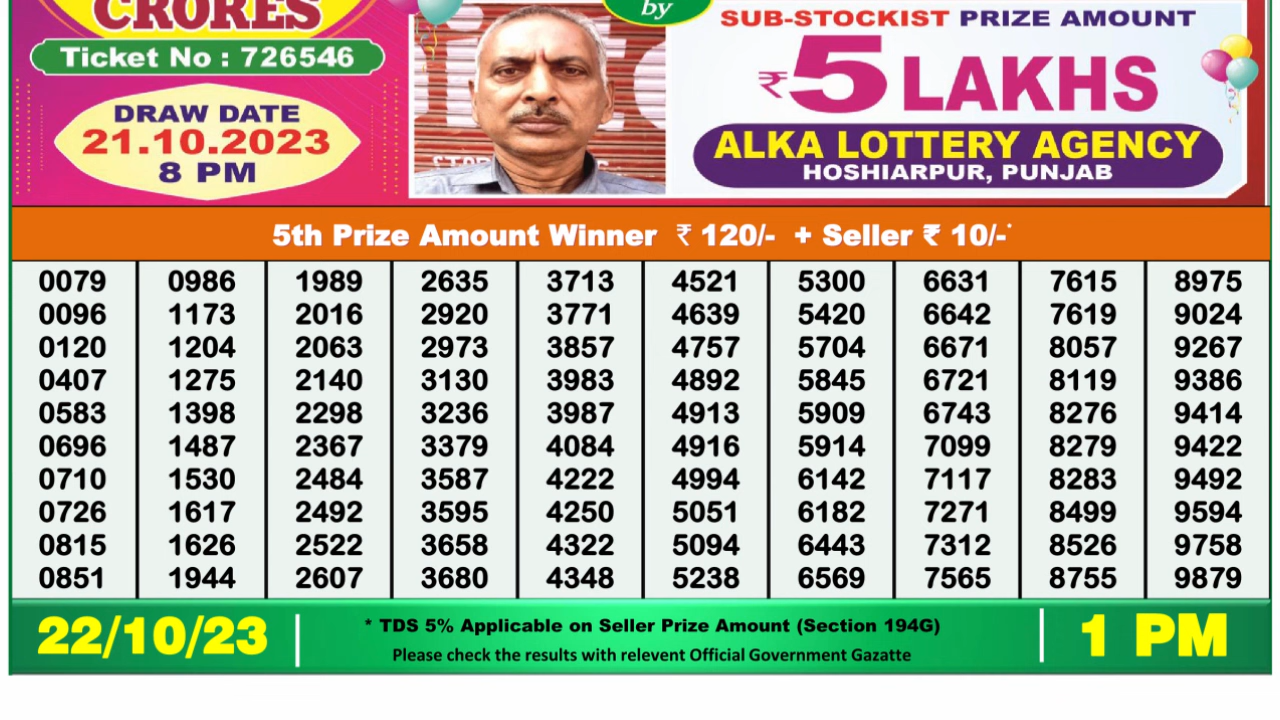 CRORES
Ticket No : 726546
DRAW DATE
21.10.2023
8 PM
by
SUB-STOCKIST PRIZE AMOUNT
₹5 LAKHS
ALKA LOTTERY AGENCY
HOSHIARPUR, PUNJAB
5th Prize Amount Winner ₹ 120/- + Seller ₹ 10/-*
0079 0986 1989 2635 3713 4521 5300 6631 7615 8975
0096 1173 2016 2920 3771 4639 5420 6642 7619 9024
0120 1204 2063 2973 3857 4757 5704 6671 8057 9267
0407 1275 2140 3130 3983 4892 5845 6721 8119 9386
0583 1398 2298 3236 3987 4913 5909 6743 8276 9414
0696 1487 2367 3379 4084 4916 5914 7099 8279 9422
0710 1530 2484 3587 4222 4994 6142 7117 8283 9492
0726 1617 2492 3595 4250 5051 6182 7271 8499 9594
0815 1626 2522 3658 4322 5094 6443 7312 8526 9758
0851 1944 2607 3680 4348 5238 6569 7565 8755 9879
22/10/23
* TDS 5% Applicable on Seller Prize Amount (Section 194G)
Please check the results with relevent Official Government Gazatte
1 PM